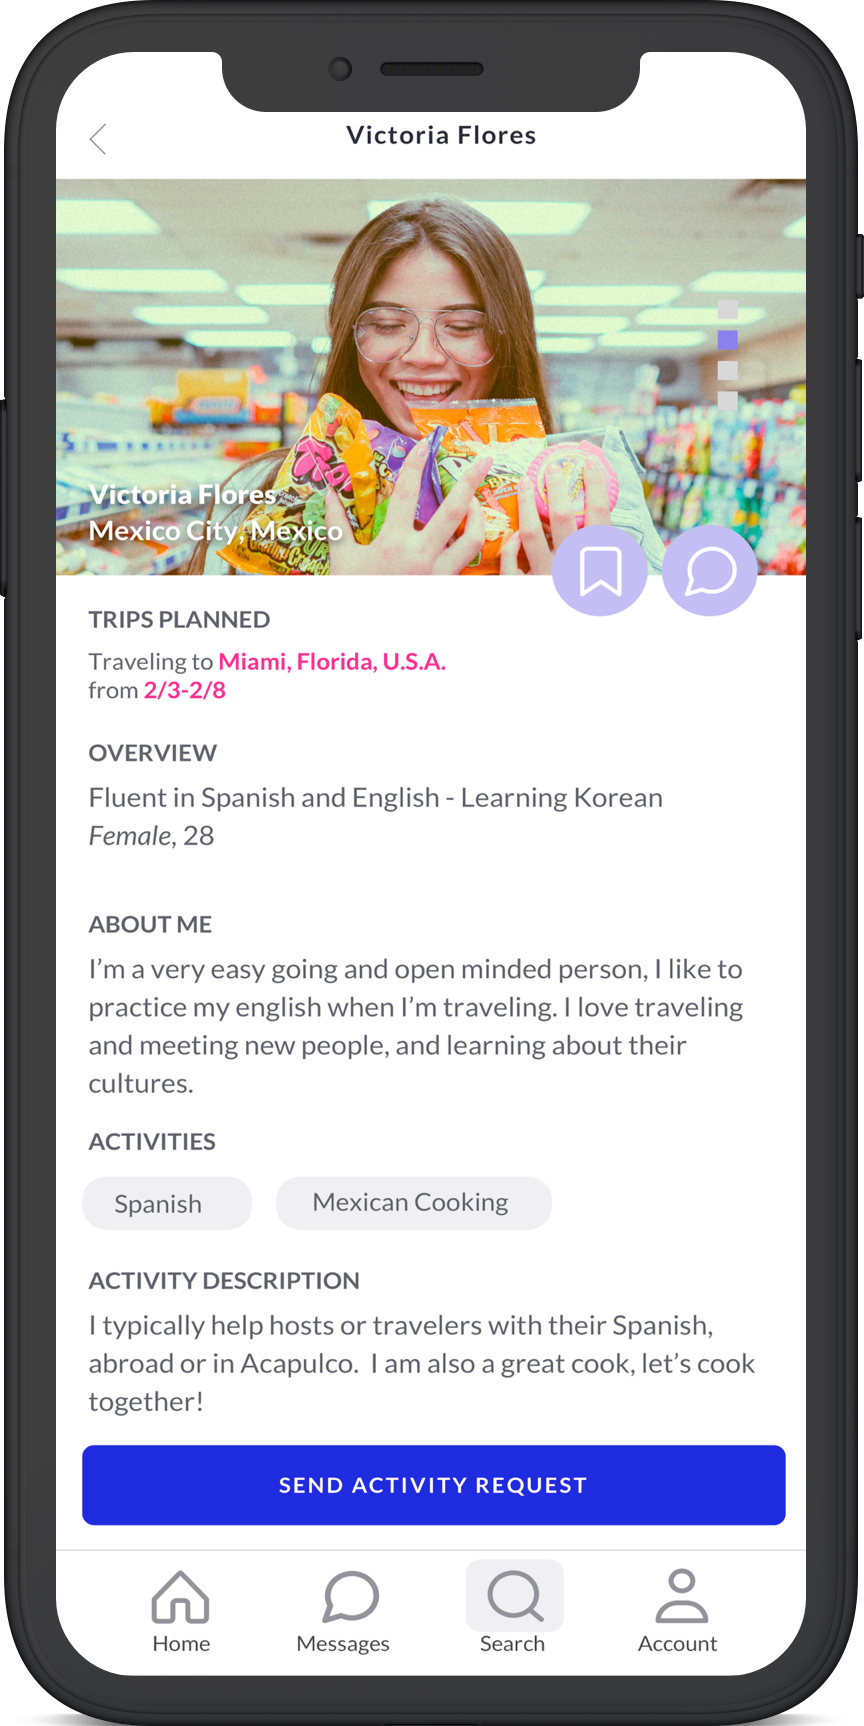 Victoria Flores
Victoria Flores
Mexico City, Mexico
TRIPS PLANNED
Traveling to Miami, Florida, U.S.A.
from 2/3-2/8
OVERVIEW
Fluent in Spanish and English - Learning Korean
Female, 28
ABOUT ME
I’m a very easy going and open minded person, I like to
practice my english when I’m traveling. I love traveling
and meeting new people, and learning about their
cultures.
ACTIVITIES
Spanish
Mexican Cooking
ACTIVITY DESCRIPTION
I typically help hosts or travelers with their Spanish,
abroad or in Acapulco.  I am also a great cook, let’s cook
together!
SEND ACTIVITY REQUEST
Home
Messages
Search
Account